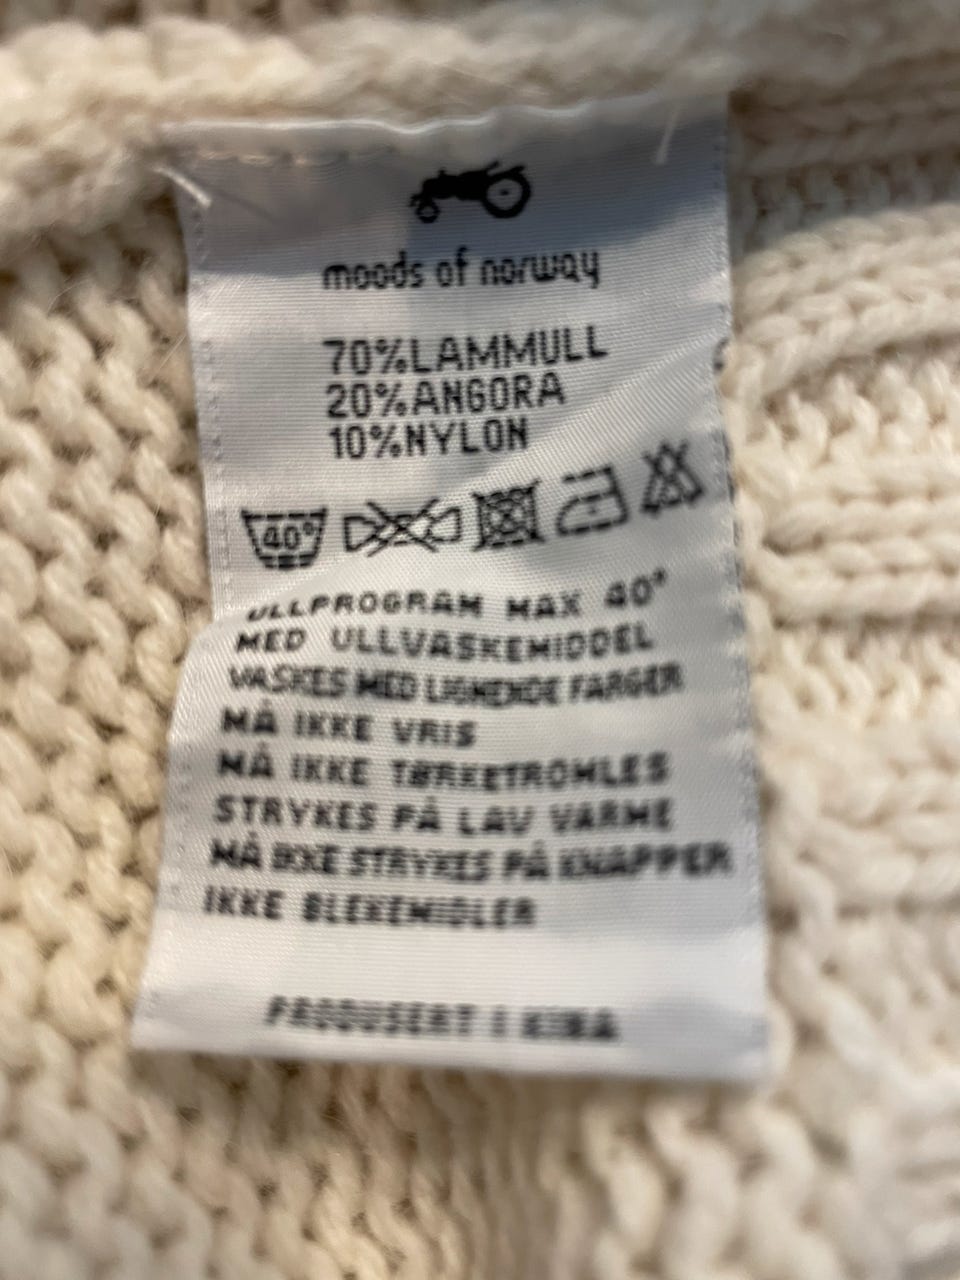 moods of norway
70%LAMMULL
20%ANGORA
10%NYLON
40°
ULLPROGRAM MAX 40°
MED ULLVASKEMIDDEL
VASKES MED LIGNENDE FARGER
MÅ IKKE VRIS
MÅ IKKE TØRKETROMLES
STRYKES PÅ LAV VARME
MÅ IKKE STRYKES PÅ KNAPPER
IKKE BLEKEMIDLER
PRODUSERT I KINA